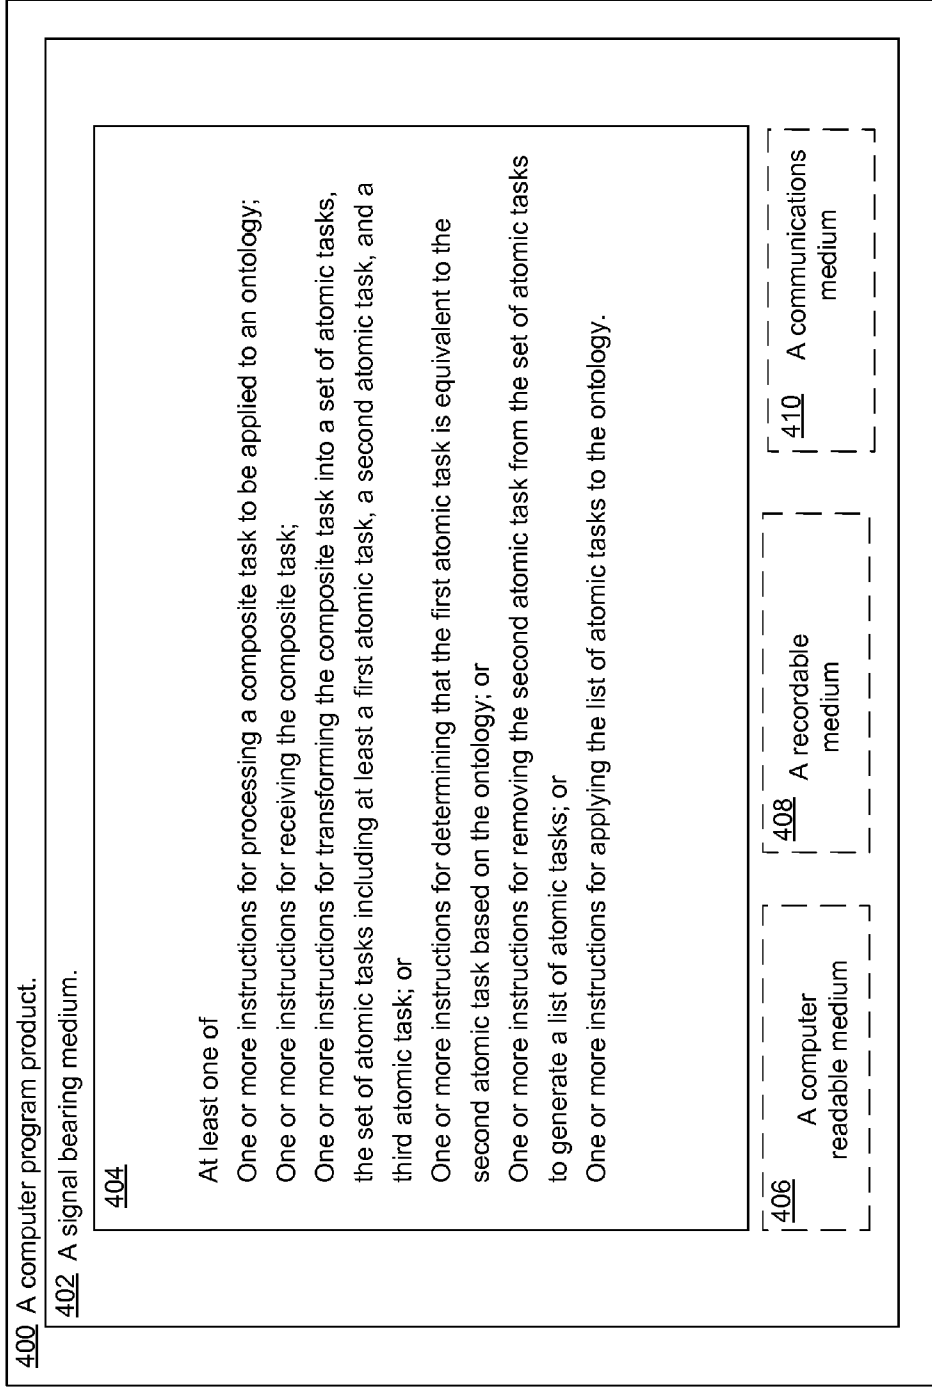 400 A computer program product.
402 A signal bearing medium.
404
At least one of
One or more instructions for processing a composite task to be applied to an ontology;
One or more instructions for receiving the composite task;
One or more instructions for transforming the composite task into a set of atomic tasks,
the set of atomic tasks including at least a first atomic task, a second atomic task, and a
third atomic task; or
One or more instructions for determining that the first atomic task is equivalent to the
second atomic task based on the ontology; or
One or more instructions for removing the second atomic task from the set of atomic tasks
to generate a list of atomic tasks; or
One or more instructions for applying the list of atomic tasks to the ontology.
406 A computer
readable medium
408 A recordable
medium
410 A communications
medium